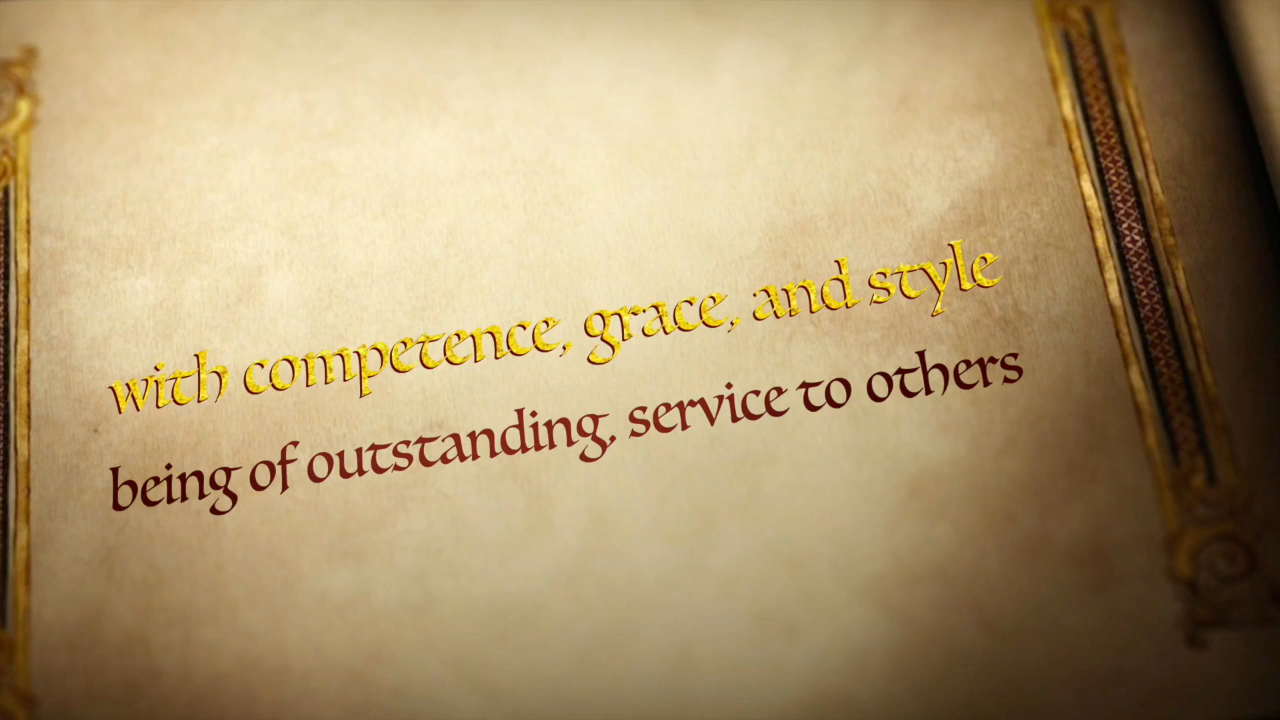 with competence, grace, and style
being of outstanding, service to others